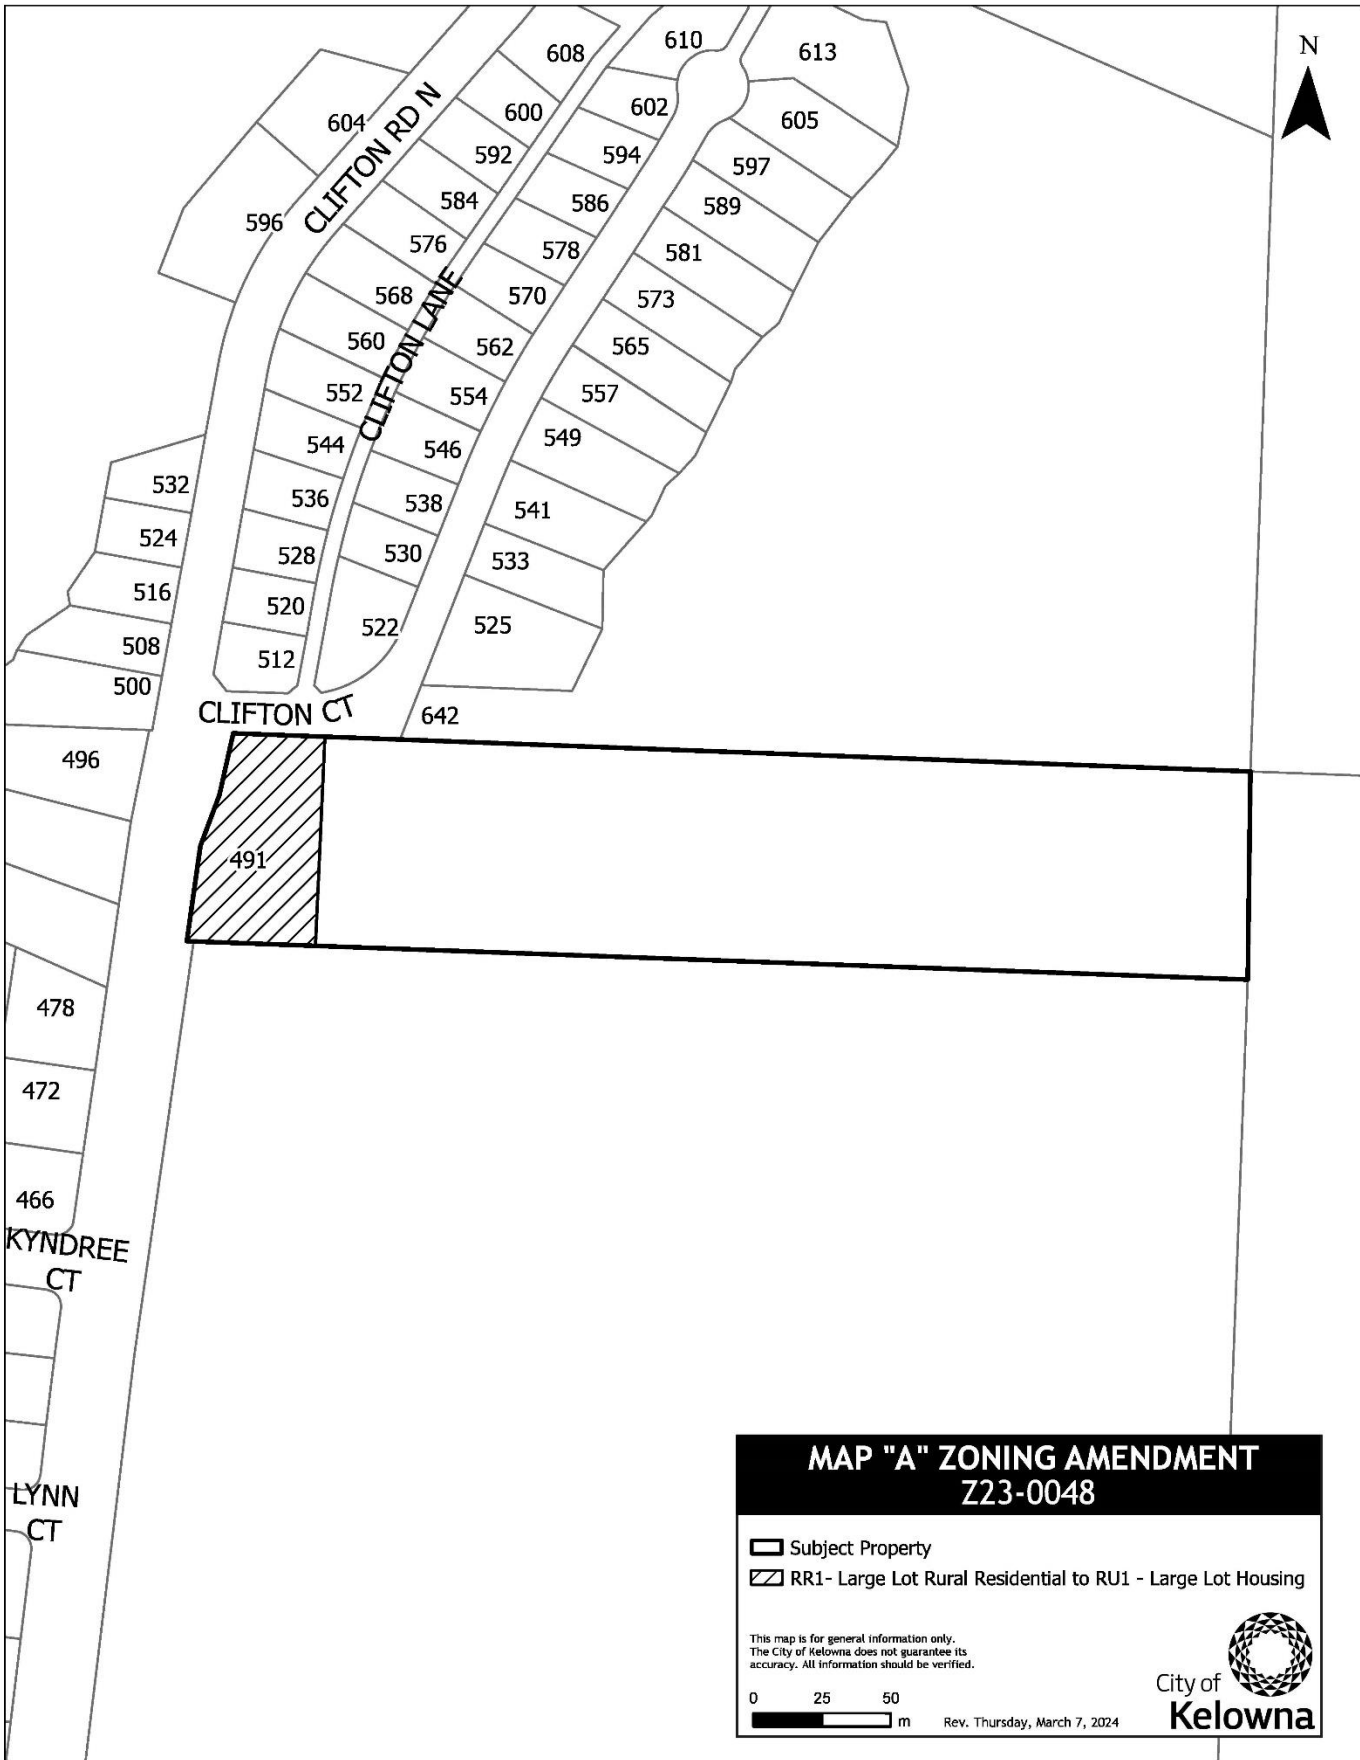 N
608
610
613
604
CLIFTON RD N
600
602
605
592
594
597
596
584
586
589
576
578
581
568
CLIFTON LANE
570
573
560
562
565
552
554
557
544
546
549
532
536
538
541
524
528
530
533
516
520
522
525
508
512
500
CLIFTON CT
642
496
491
478
472
466
KYNDREE
CT
LYNN
CT
MAP "A" ZONING AMENDMENT
Z23-0048
Subject Property
RR1- Large Lot Rural Residential to RU1 - Large Lot Housing
This map is for general information only.
The City of Kelowna does not guarantee its
accuracy. All information should be verified.
0 25 50
m
Rev. Thursday, March 7, 2024
City of
Kelowna